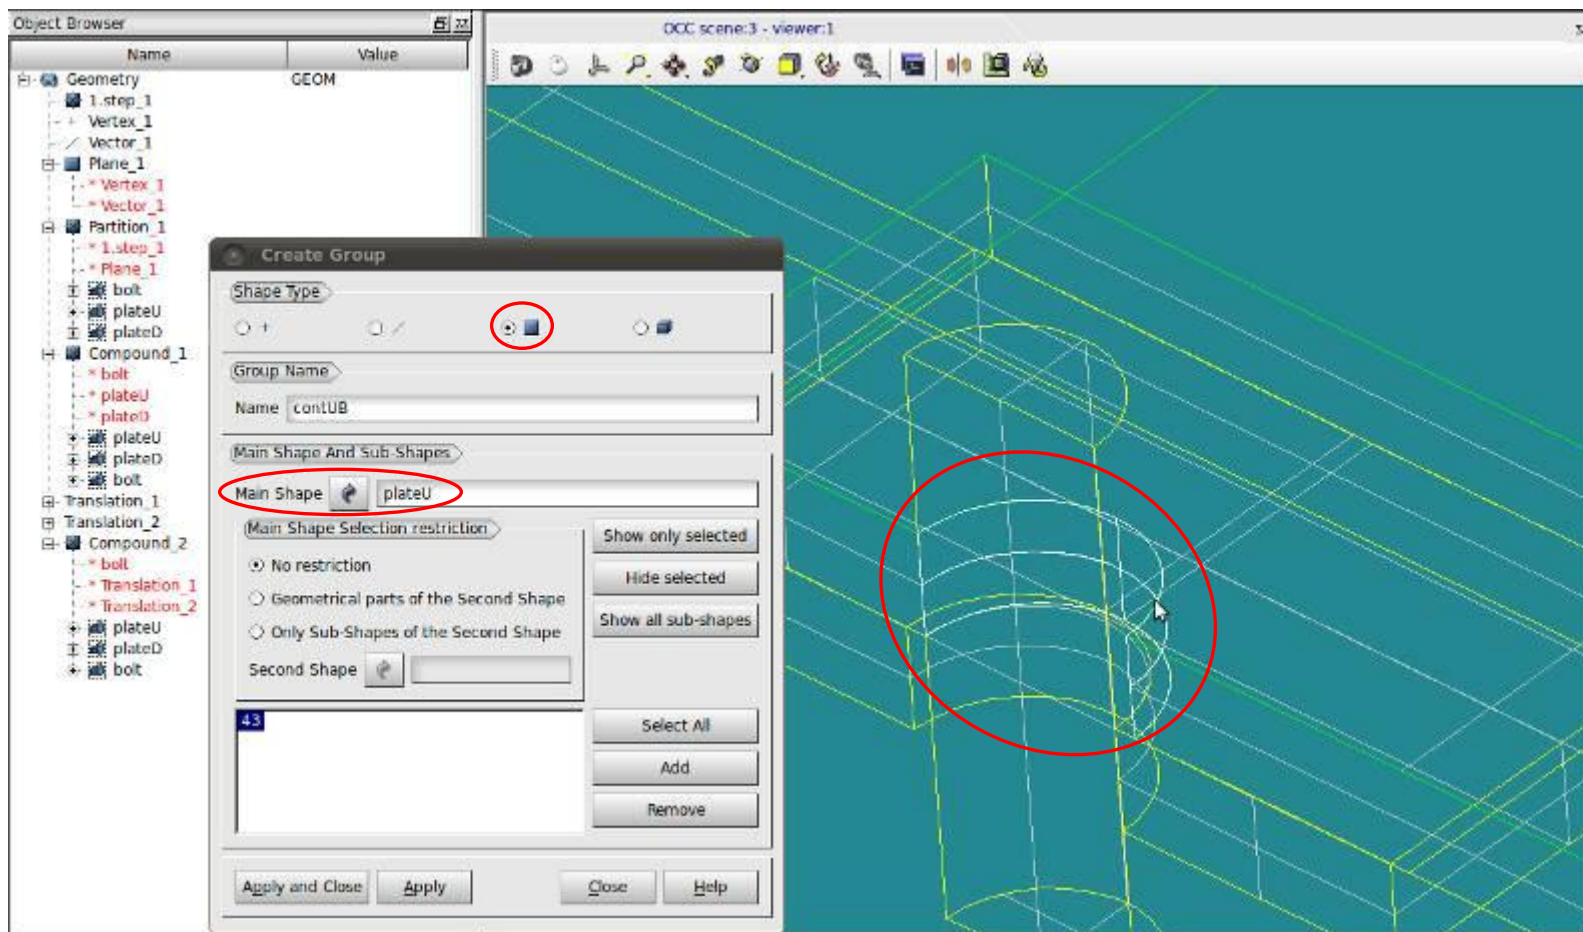 Object Browser
Name Value
Geometry GEOM
1.step_1
Vertex_1
Vector_1
Plane_1
* Vertex_1
* Vector_1
Partition_1
* 1.step_1
* Plane_1
bolt
plateU
plateD
Compound_1
* bolt
* plateU
* plateD
plateU
plateD
bolt
Translation_1
Translation_2
Compound_2
* bolt
* Translation_1
* Translation_2
plateU
plateD
bolt
OCC scene:3 - viewer:1
Create Group
Shape Type
Group Name
Name contUB
Main Shape And Sub-Shapes
Main Shape plateU
Main Shape Selection restriction
No restriction
Geometrical parts of the Second Shape
Only Sub-Shapes of the Second Shape
Second Shape
Show only selected
Hide selected
Show all sub-shapes
43
Select All
Add
Remove
Apply and Close Apply Close Help